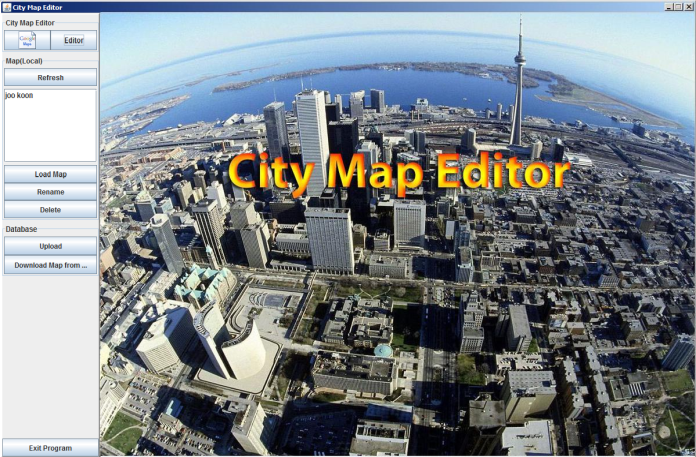 City Map Editor
City Map Editor
Google
Maps
Editor
Map(Local)
Refresh
joo koon
Load Map
Rename
Delete
Database
Upload
Download Map from ...
Exit Program
City Map Editor